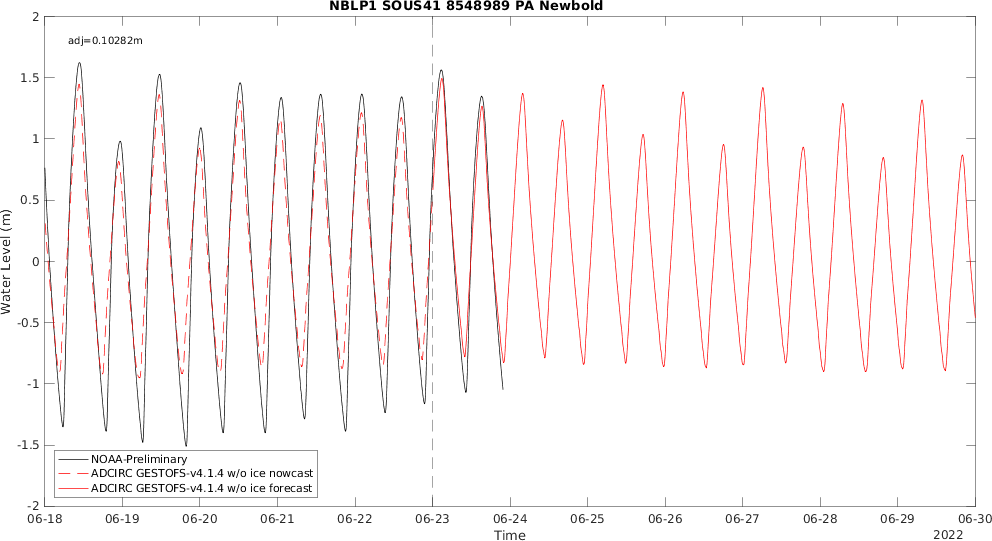 NBLP1 SOUS41 8548989 PA Newbold
adj=0.10282m
2
1.5
1
0.5
0
-0.5
-1
-1.5
-2
Water Level (m)
NOAA-Preliminary
ADCIRC GESTOFS-v4.1.4 w/o ice nowcast
ADCIRC GESTOFS-v4.1.4 w/o ice forecast
06-18 06-19 06-20 06-21 06-22 06-23 06-24 06-25 06-26 06-27 06-28 06-29 06-30
Time
2022